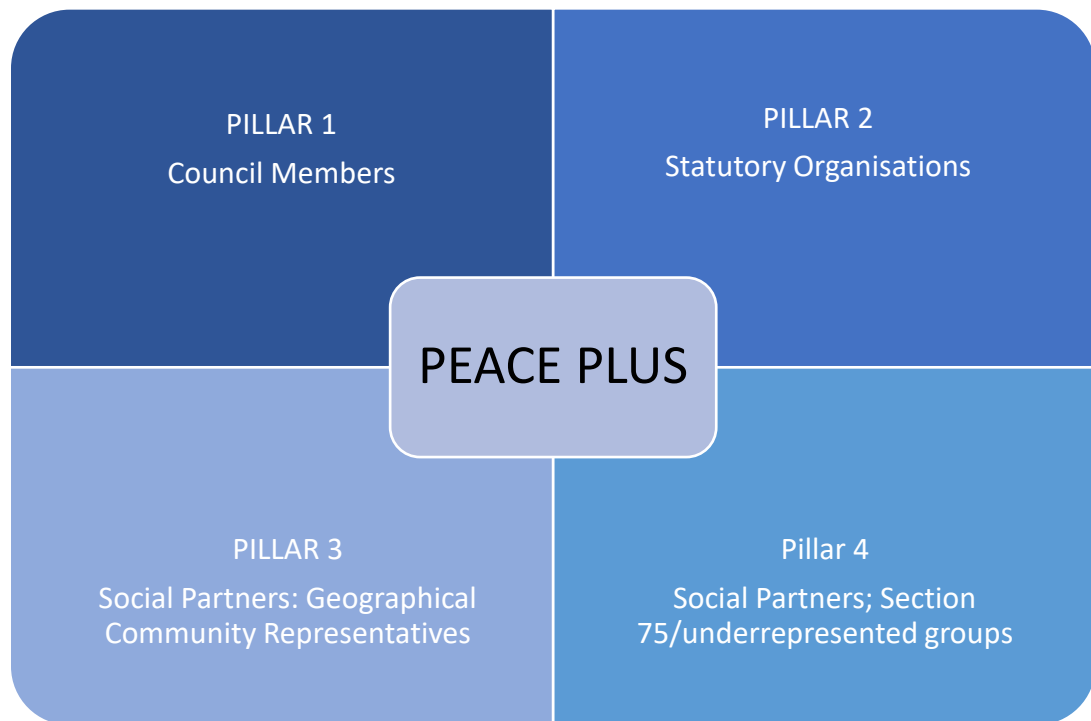 PILLAR 1
Council Members
PILLAR 2
Statutory Organisations
PEACE PLUS
PILLAR 3
Social Partners: Geographical
Community Representatives
Pillar 4
Social Partners; Section
75/underrepresented groups